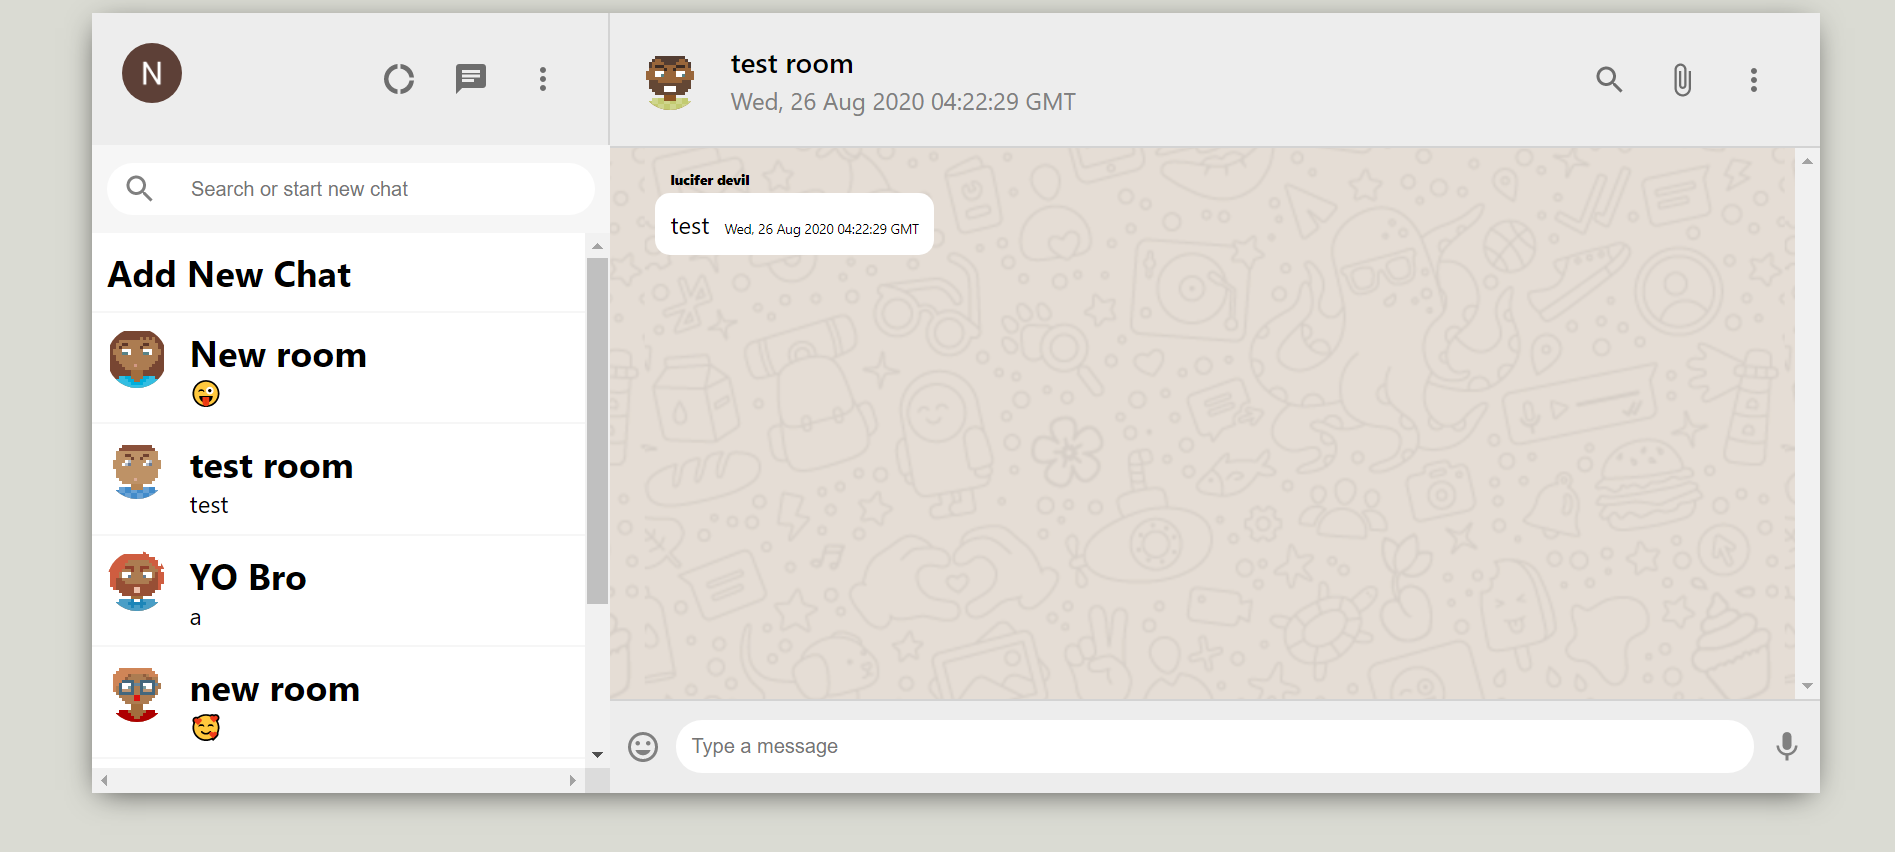 N
Search or start new chat
Add New Chat
New room
😜
test room
test
YO Bro
a
new room
🥰
test room
Wed, 26 Aug 2020 04:22:29 GMT
lucifer devil
test Wed, 26 Aug 2020 04:22:29 GMT
Type a message